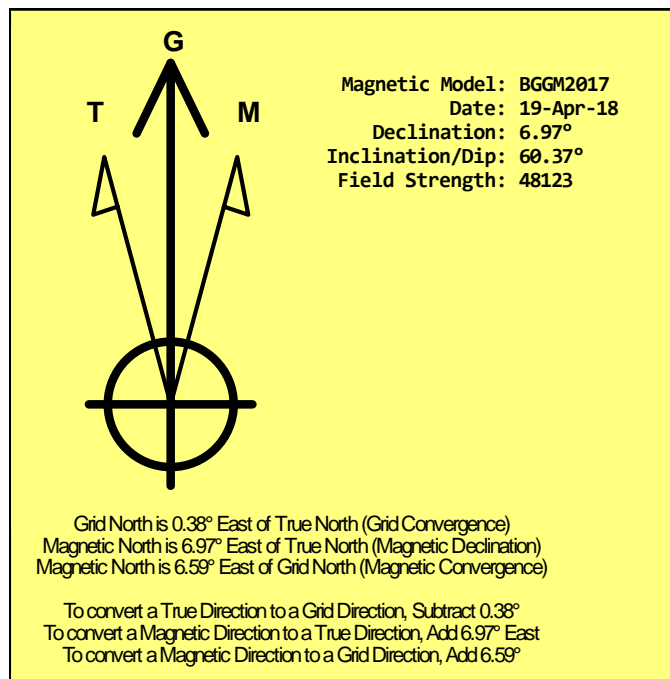 G
T
M
Magnetic Model: BGGM2017
Date: 19-Apr-18
Declination: 6.97º
Inclination/Dip: 60.37°
Field Strength: 48123
Grid North is 0.38° East of True North (Grid Convergence)
Magnetic North is 6.97° East of True North (Magnetic Declination)
Magnetic North is 6.59° East of Grid North (Magnetic Convergence)
To convert a True Direction to a Grid Direction, Subtract 0.38°
To convert a Magnetic Direction to a True Direction, Add 6.97° East
To convert a Magnetic Direction to a Grid Direction, Add 6.59°